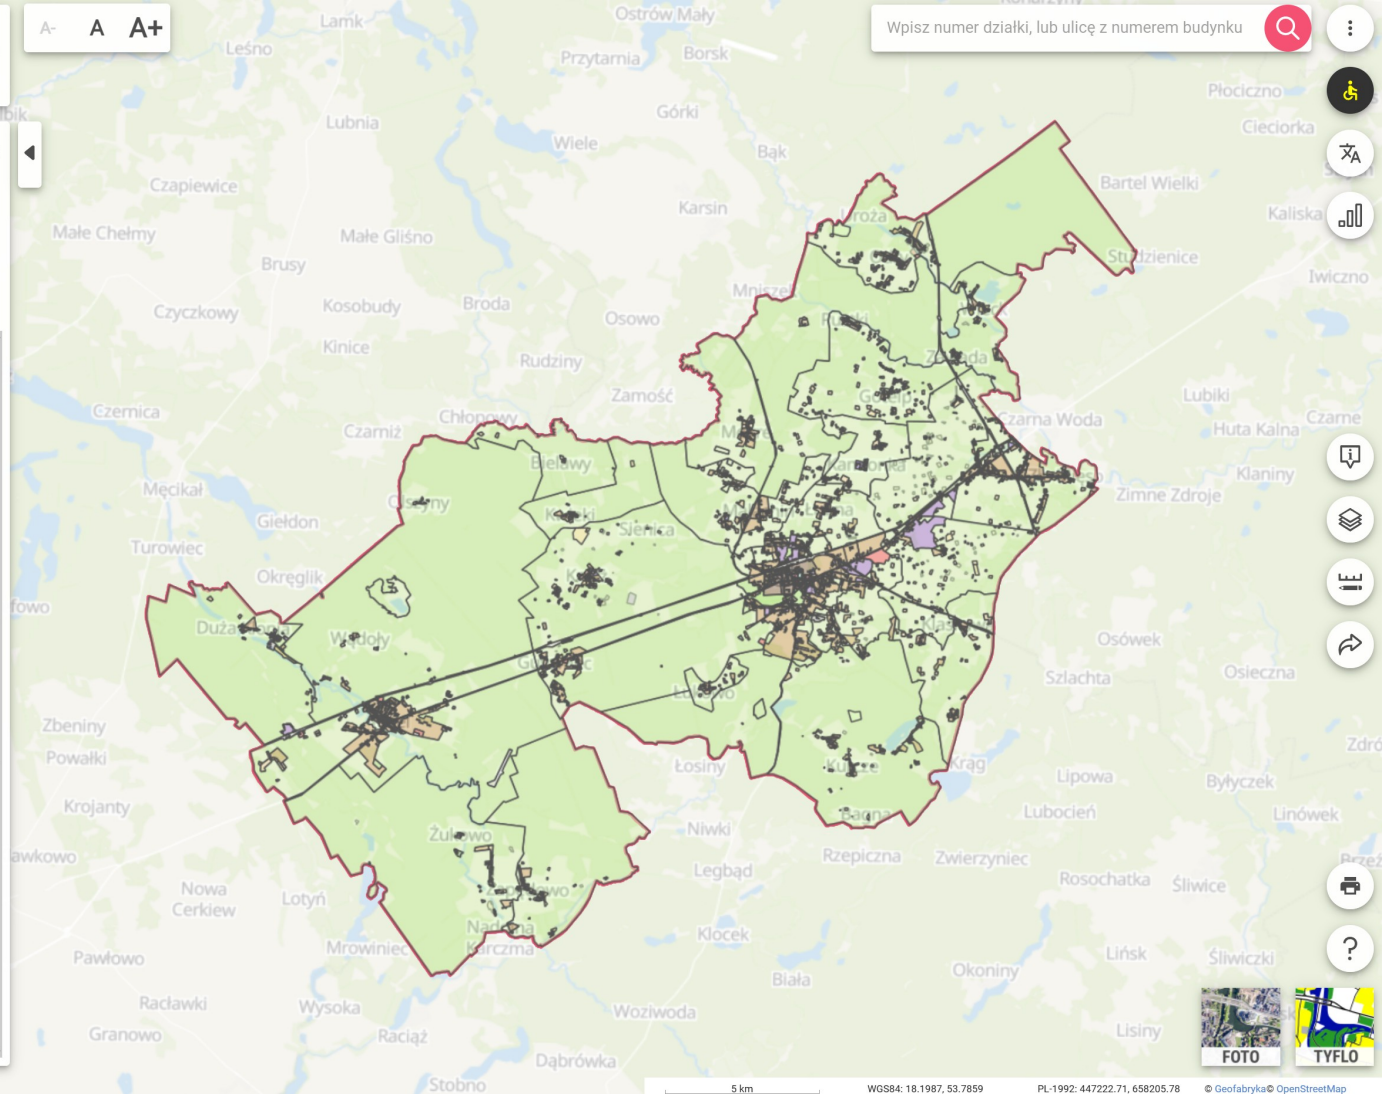 A- A A+
Wpisz numer działki, lub ulicę z numerem budynku
Lamk
Ostrów Mały
Leśno
Przytarnia
Borsk
Płociczno
Górki
Lubnia
Cieciorka
Wiele
Bąk
Czapiewice
Bartel Wielki
Karsin
Kaliska
Małe Chełmy
Małe Gliśno
Studzienice
Brusy
Iwiczno
Mniszek
Broda
Kosobudy
Czyczkowy
Osowo
Kinice
Rudziny
Zamość
Lubiki
Czernica
Chłopowy
Czarna Woda
Czarne
Huta Kalna
Czarniż
Bielawy
Klaniny
Męcikał
Zimne Zdroje
Giełdon
Sienica
Turowiec
Okręglik
Wądoły
Osówek
Osieczna
Szlachta
Zbeniny
Powałki
Łosiny
Krąg
Lipowa
Byłyczek
Krojanty
Lubocień
Linówek
Niwki
Żukowo
Rzepiczna
Zwierzyniec
Legbąd
Rosochatka
Śliwice
Nowa
Cerkiew
Lotyń
Klocek
Mrowiniec
Karczma
Pawłowo
Lińsk
Śliwiczki
Okoniny
Biała
Racławki
Wysoka
Woziwoda
Granowo
Raciąż
Lisiny
Dąbrówka
Stobno
FOTO
TYFLO
5 km
WGS84: 18.1987, 53.7859
PL-1992: 447222.71, 658205.78
© Geofabryka© OpenStreetMap